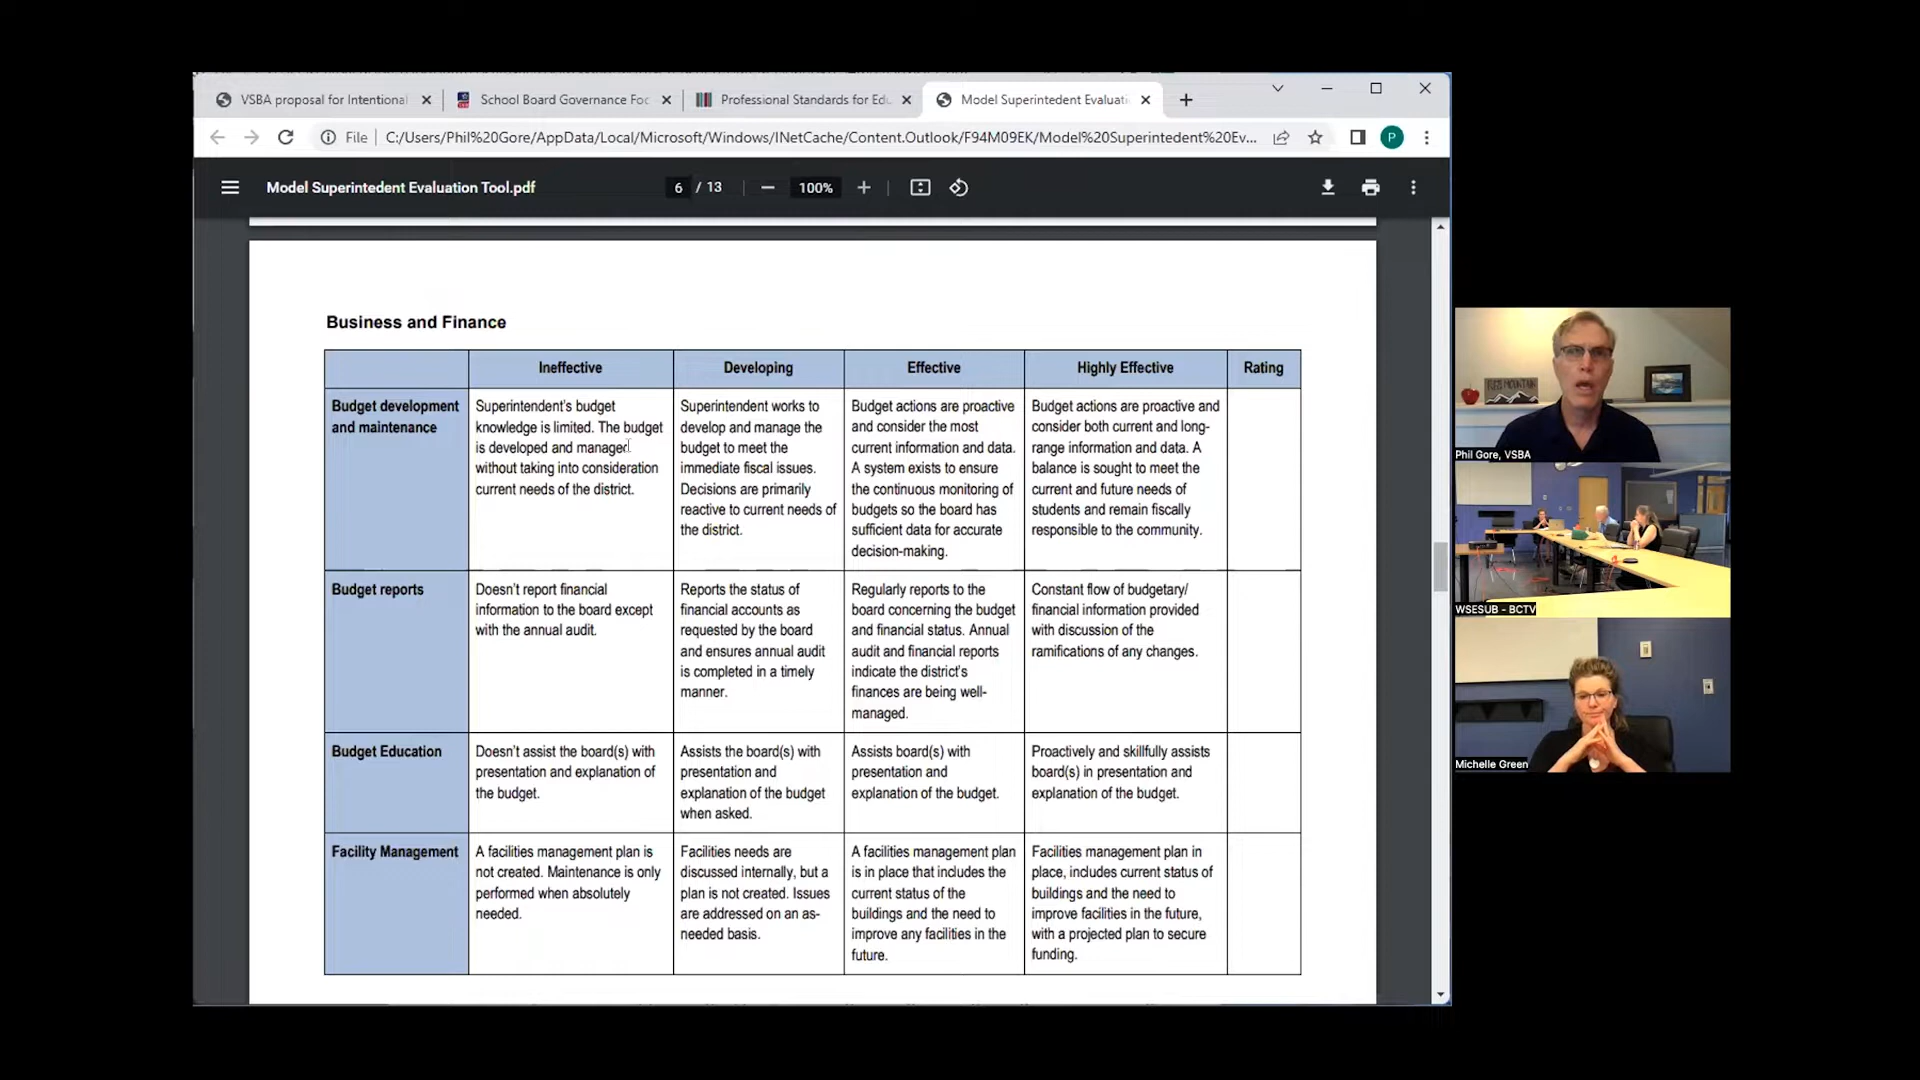 VSBA proposal for Intentional
School Board Governance Foc
Professional Standards for Edu
Model Superintedent Evaluati
File
C:/Users/Phil%20Gore/AppData/Local/Microsoft/Windows/INetCache/Content.Outlook/F94M09EK/Model%20Superintedent%20Ev...
P
Model Superintedent Evaluation Tool.pdf
6 / 13
100%
Business and Finance
Ineffective
Developing
Effective
Highly Effective
Rating
Budget development
and maintenance
Superintendent's budget
knowledge is limited. The budget
is developed and managed
without taking into consideration
current needs of the district.
Superintendent works to
develop and manage the
budget to meet the
immediate fiscal issues.
Decisions are primarily
reactive to current needs of
the district.
Budget actions are proactive
and consider the most
current information and data.
A system exists to ensure
the continuous monitoring of
budgets so the board has
sufficient data for accurate
decision-making.
Budget actions are proactive and
consider both current and long-
range information and data. A
balance is sought to meet the
current and future needs of
students and remain fiscally
responsible to the community.
Budget reports
Doesn't report financial
information to the board except
with the annual audit.
Reports the status of
financial accounts as
requested by the board
and ensures annual audit
is completed in a timely
manner.
Regularly reports to the
board concerning the budget
and financial status. Annual
audit and financial reports
indicate the district's
finances are being well-
managed.
Constant flow of budgetary/
financial information provided
with discussion of the
ramifications of any changes.
Budget Education
Doesn't assist the board(s) with
presentation and explanation of
the budget.
Assists the board(s) with
presentation and
explanation of the budget
when asked.
Assists board(s) with
presentation and
explanation of the budget.
Proactively and skillfully assists
board(s) in presentation and
explanation of the budget.
Facility Management
A facilities management plan is
not created. Maintenance is only
performed when absolutely
needed.
Facilities needs are
discussed internally, but a
plan is not created. Issues
are addressed on an as-
needed basis.
A facilities management plan
is in place that includes the
current status of the
buildings and the need to
improve any facilities in the
future.
Facilities management plan in
place, includes current status of
buildings and the need to
improve facilities in the future,
with a projected plan to secure
funding.
MOUNTAIN
Phil Gore, VSBA
WSESUB - BCTV
Michelle Green